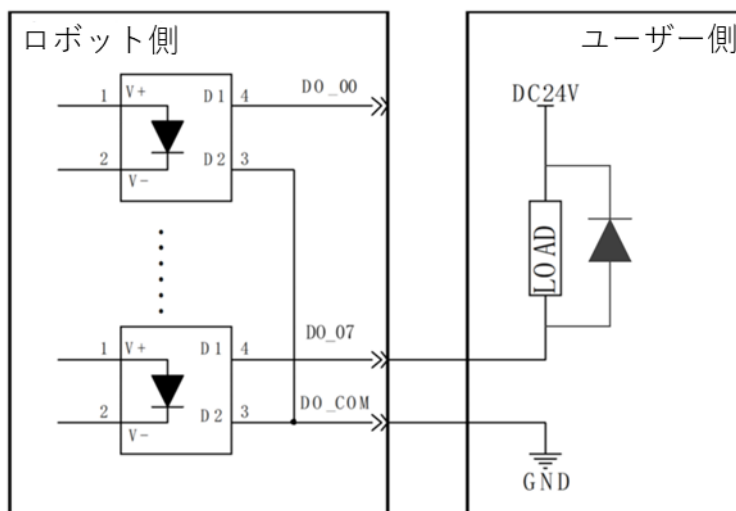 ロボット側
ユーザー側
DO_00
1 V+ D1 4
2 V- D2 3
DC24V
LOAD
DO_07
1 V+ D1 4
DO_COM
2 V- D2 3
GND